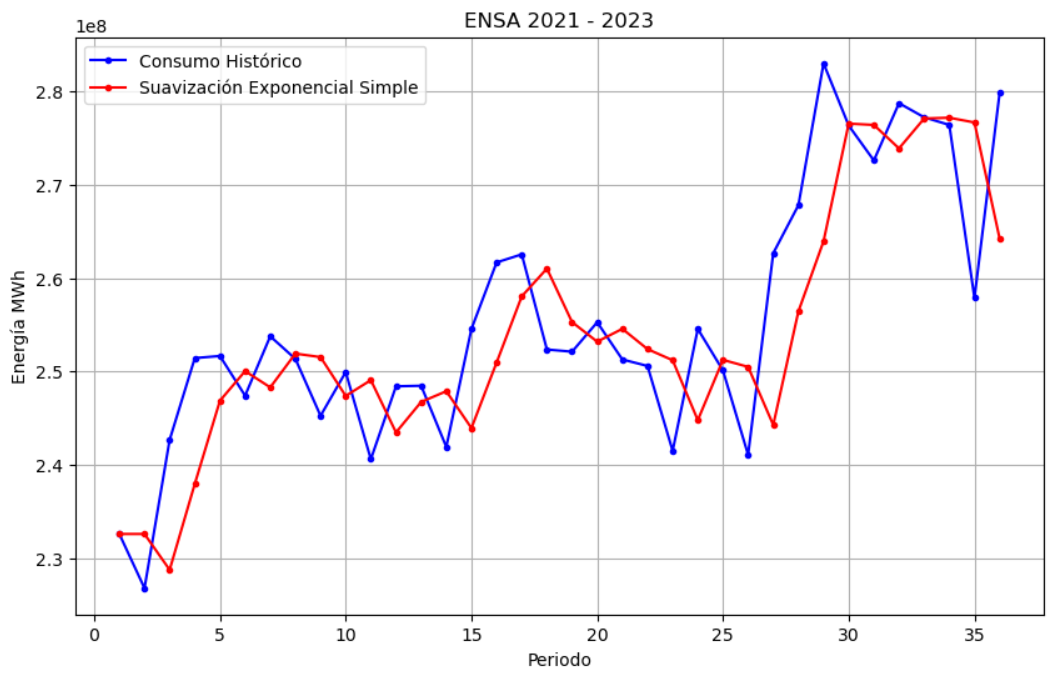 ENSA 2021 - 2023
1e8
Consumo Histórico
Suavización Exponencial Simple
2.8
2.7
2.6
2.5
2.4
2.3
Energía MWh
0 5 10 15 20 25 30 35
Periodo